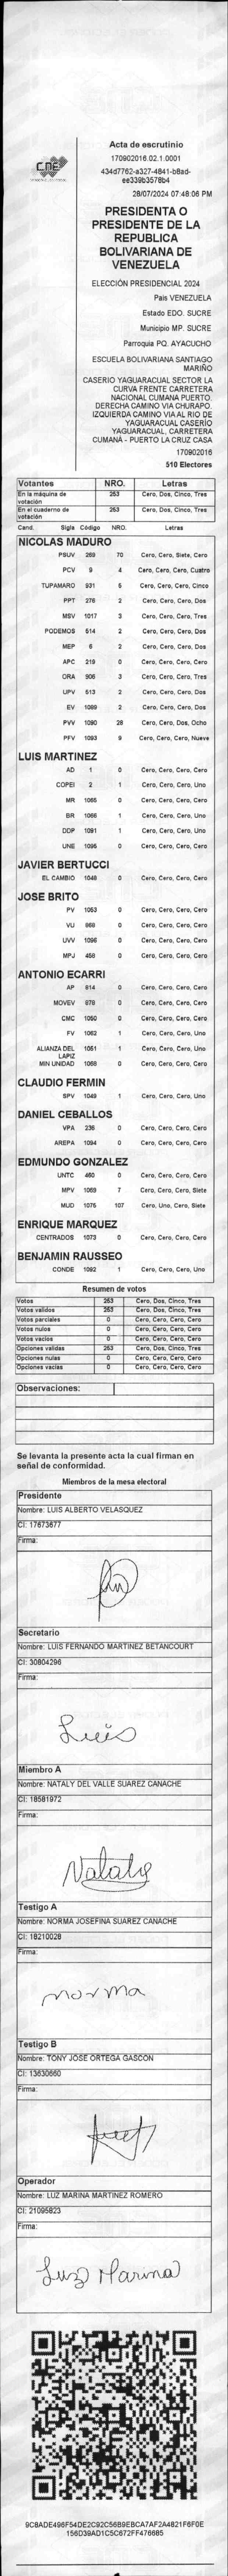 CNE
Acta de escrutinio
170902016.02.1.0001
434d7762-a327-4841-b8ad-
ee339b3578b4
28/07/2024 07:48:06 PM
PRESIDENTA O
PRESIDENTE DE LA
REPUBLICA
BOLIVARIANA DE
VENEZUELA
ELECCIÓN PRESIDENCIAL 2024
Pais VENEZUELA
Estado EDO. SUCRE
Municipio MP. SUCRE
Parroquia PQ. AYACUCHO
ESCUELA BOLIVARIANA SANTIAGO
MARIÑO
CASERIO YAGUARACUAL SECTOR LA
CURVA FRENTE CARRETERA
NACIONAL CUMANA PUERTO.
DERECHA CAMINO VIA CHURAPO.
IZQUIERDA CAMINO VIA AL RIO DE
YAGUARACUAL CASERÍO
YAGUARACUAL, CARRETERA
CUMANÁ - PUERTO LA CRUZ CASA
170902016
510 Electores
Votantes NRO. Letras
En la máquina de votación 253 Cero, Dos, Cinco, Tres
En el cuaderno de votación 253 Cero, Dos, Cinco, Tres
Cand. Sigla Código NRO. Letras
NICOLAS MADURO
PSUV 269 70 Cero, Cero, Siete, Cero
PCV 9 4 Cero, Cero, Cero, Cuatro
TUPAMARO 931 5 Cero, Cero, Cero, Cinco
PPT 276 2 Cero, Cero, Cero, Dos
MSV 1017 3 Cero, Cero, Cero, Tres
PODEMOS 514 2 Cero, Cero, Cero, Dos
MEP 6 2 Cero, Cero, Cero, Dos
APC 219 0 Cero, Cero, Cero, Cero
ORA 906 3 Cero, Cero, Cero, Tres
UPV 513 2 Cero, Cero, Cero, Dos
EV 1089 2 Cero, Cero, Cero, Dos
PVV 1090 28 Cero, Cero, Dos, Ocho
PFV 1093 9 Cero, Cero, Cero, Nueve
LUIS MARTINEZ
AD 1 0 Cero, Cero, Cero, Cero
COPEI 2 1 Cero, Cero, Cero, Uno
MR 1065 0 Cero, Cero, Cero, Cero
BR 1066 1 Cero, Cero, Cero, Uno
DDP 1091 1 Cero, Cero, Cero, Uno
UNE 1095 0 Cero, Cero, Cero, Cero
JAVIER BERTUCCI
EL CAMBIO 1048 0 Cero, Cero, Cero, Cero
JOSE BRITO
PV 1053 0 Cero, Cero, Cero, Cero
VU 868 0 Cero, Cero, Cero, Cero
UVV 1096 0 Cero, Cero, Cero, Cero
MPJ 458 0 Cero, Cero, Cero, Cero
ANTONIO ECARRI
AP 814 0 Cero, Cero, Cero, Cero
MOVEV 679 0 Cero, Cero, Cero, Cero
CMC 1050 0 Cero, Cero, Cero, Cero
FV 1062 1 Cero, Cero, Cero, Uno
ALIANZA DEL LAPIZ 1051 1 Cero, Cero, Cero, Uno
MIN UNIDAD 1068 0 Cero, Cero, Cero, Cero
CLAUDIO FERMIN
SPV 1049 1 Cero, Cero, Cero, Uno
DANIEL CEBALLOS
VPA 236 0 Cero, Cero, Cero, Cero
AREPA 1094 0 Cero, Cero, Cero, Cero
EDMUNDO GONZALEZ
UNTC 460 0 Cero, Cero, Cero, Cero
MPV 1069 7 Cero, Cero, Cero, Siete
MUD 1075 107 Cero, Uno, Cero, Siete
ENRIQUE MARQUEZ
CENTRADOS 1073 0 Cero, Cero, Cero, Cero
BENJAMIN RAUSSEO
CONDE 1092 1 Cero, Cero, Cero, Uno
Resumen de votos
Votos 253 Cero, Dos, Cinco, Tres
Votos validos 253 Cero, Dos, Cinco, Tres
Votos parciales 0 Cero, Cero, Cero, Cero
Votos nulos 0 Cero, Cero, Cero, Cero
Votos vacios 0 Cero, Cero, Cero, Cero
Opciones validas 253 Cero, Dos, Cinco, Tres
Opciones nulas 0 Cero, Cero, Cero, Cero
Opciones vacias 0 Cero, Cero, Cero, Cero
Observaciones:
Se levanta la presente acta la cual firman en
señal de conformidad.
Miembros de la mesa electoral
Presidente
Nombre: LUIS ALBERTO VELASQUEZ
CI: 17673677
Firma:
Secretario
Nombre: LUIS FERNANDO MARTINEZ BETANCOURT
CI: 30804296
Firma:
Luis
Miembro A
Nombre: NATALY DEL VALLE SUAREZ CANACHE
CI: 18581972
Firma:
Nataly
Testigo A
Nombre: NORMA JOSEFINA SUAREZ CANACHE
CI: 18210028
Firma:
norma
Testigo B
Nombre: TONY JOSE ORTEGA GASCON
CI: 13630660
Firma:
Operador
Nombre: LUZ MARINA MARTINEZ ROMERO
CI: 21095823
Firma:
Luz Marina
9C8ADE496F54DE2C92C56B9EBCA7AF2A4821F6F0E
156D39AD1C5C672FF476685